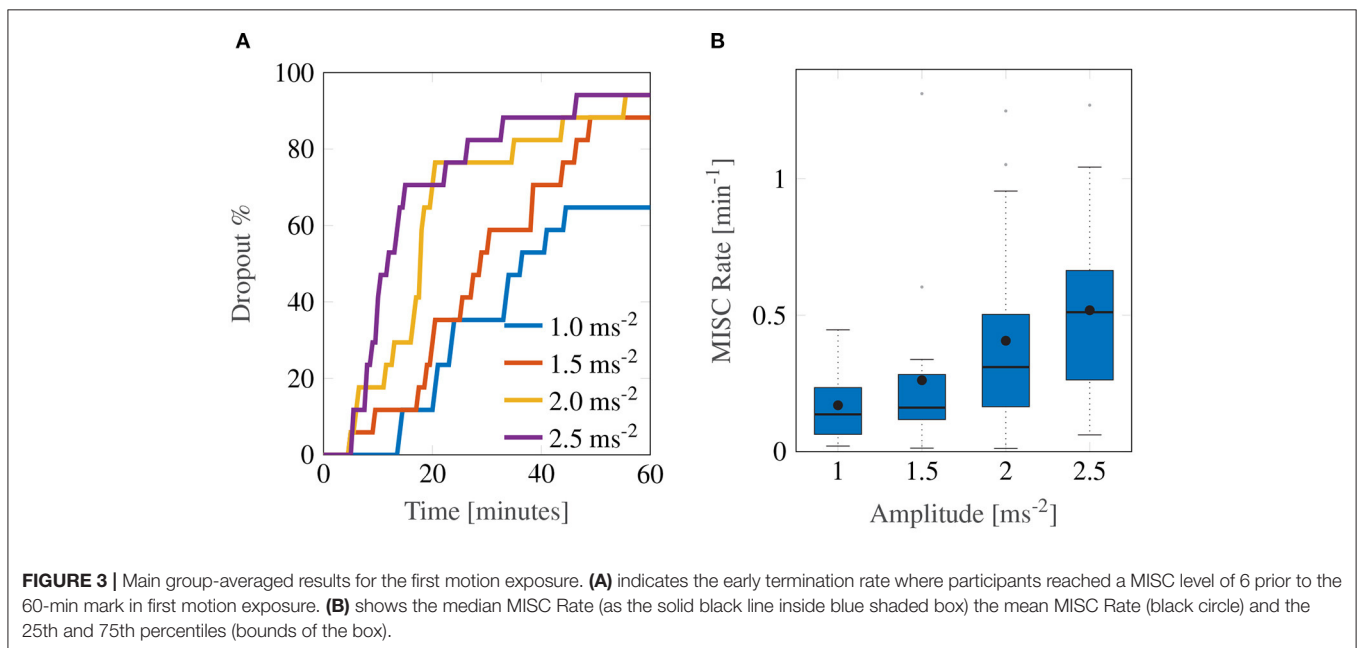 A
B
100
80
60
40
20
0
Dropout %
0
20
40
60
Time [minutes]
1.0 ms⁻²
1.5 ms⁻²
2.0 ms⁻²
2.5 ms⁻²
1
0.5
0
MISC Rate [min⁻¹]
1
1.5
2
2.5
Amplitude [ms⁻²]
FIGURE 3 | Main group-averaged results for the first motion exposure. (A) indicates the early termination rate where participants reached a MISC level of 6 prior to the
60-min mark in first motion exposure. (B) shows the median MISC Rate (as the solid black line inside blue shaded box) the mean MISC Rate (black circle) and the
25th and 75th percentiles (bounds of the box).